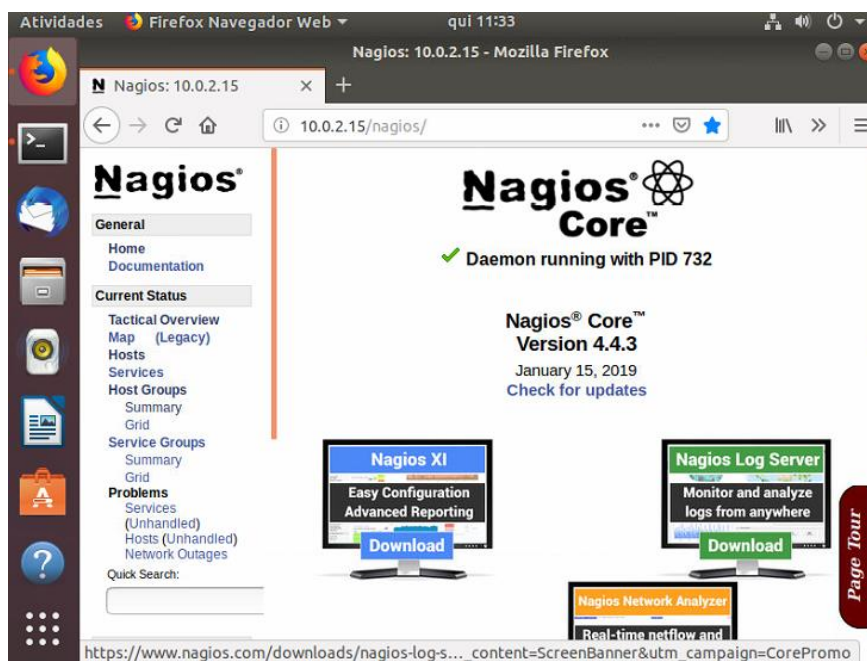 Atividades Firefox Navegador Web qui 11:33
Nagios: 10.0.2.15 - Mozilla Firefox
N Nagios: 10.0.2.15
10.0.2.15/nagios/
Nagios®
General
Home
Documentation
Current Status
Tactical Overview
Map (Legacy)
Hosts
Services
Host Groups
Summary
Grid
Service Groups
Summary
Grid
Problems
Services
(Unhandled)
Hosts (Unhandled)
Network Outages
Quick Search:
Nagios®
Core™
Daemon running with PID 732
Nagios® Core™
Version 4.4.3
January 15, 2019
Check for updates
Nagios XI
Easy Configuration
Advanced Reporting
Download
Nagios Log Server
Monitor and analyze
logs from anywhere
Download
Nagios Network Analyzer
Real-time netflow and
Page Tour
https://www.nagios.com/downloads/nagios-log-s..._content=ScreenBanner&utm_campaign=CorePromo